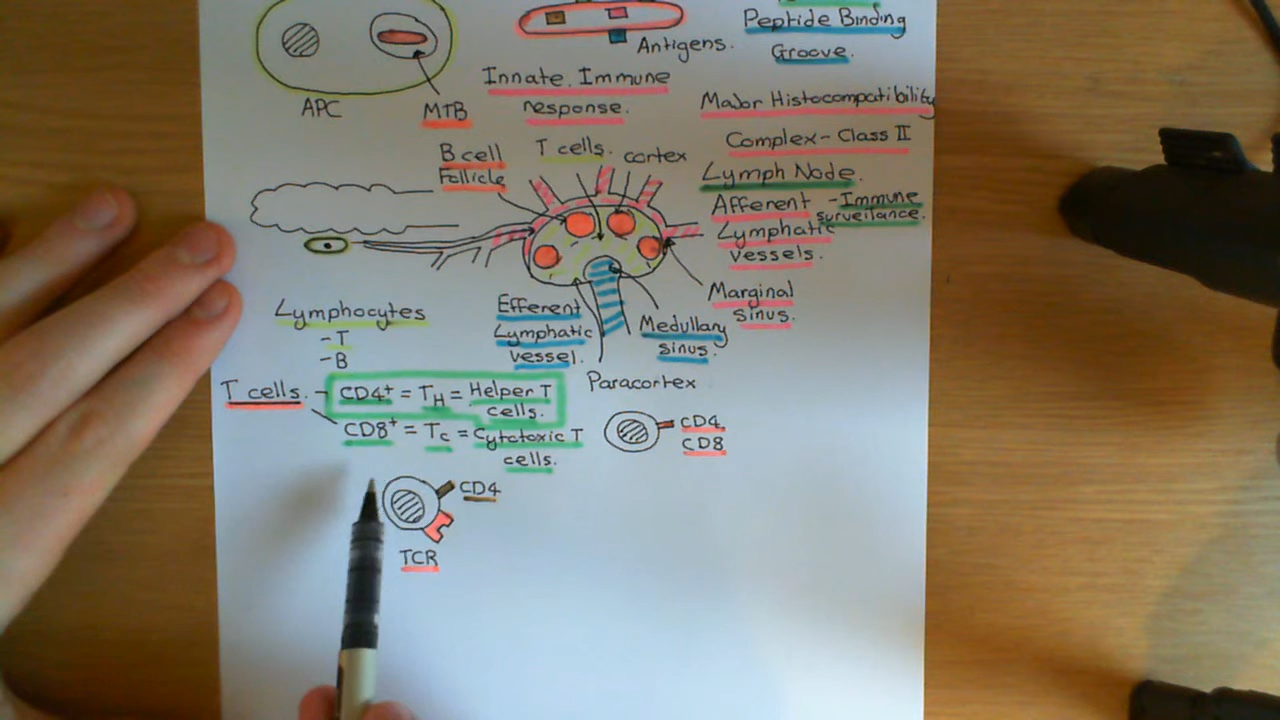 Peptide Binding
Groove.
Antigens.
APC
MTB
Innate. Immune
response.
Major Histocompatibility
Complex - Class II
B cell
Follicle
T cells.
cortex
Lymph Node.
Afferent - Immune
surveilance.
Lymphatic
vessels.
Marginal
sinus.
Lymphocytes
- T
- B
Efferent
Lymphatic
vessel.
Medullary
sinus.
Paracortex
T cells. - CD4+ = TH = Helper T
cells.
CD8+ = Tc = Cytotoxic T
cells.
CD4
CD8
CD4
TCR